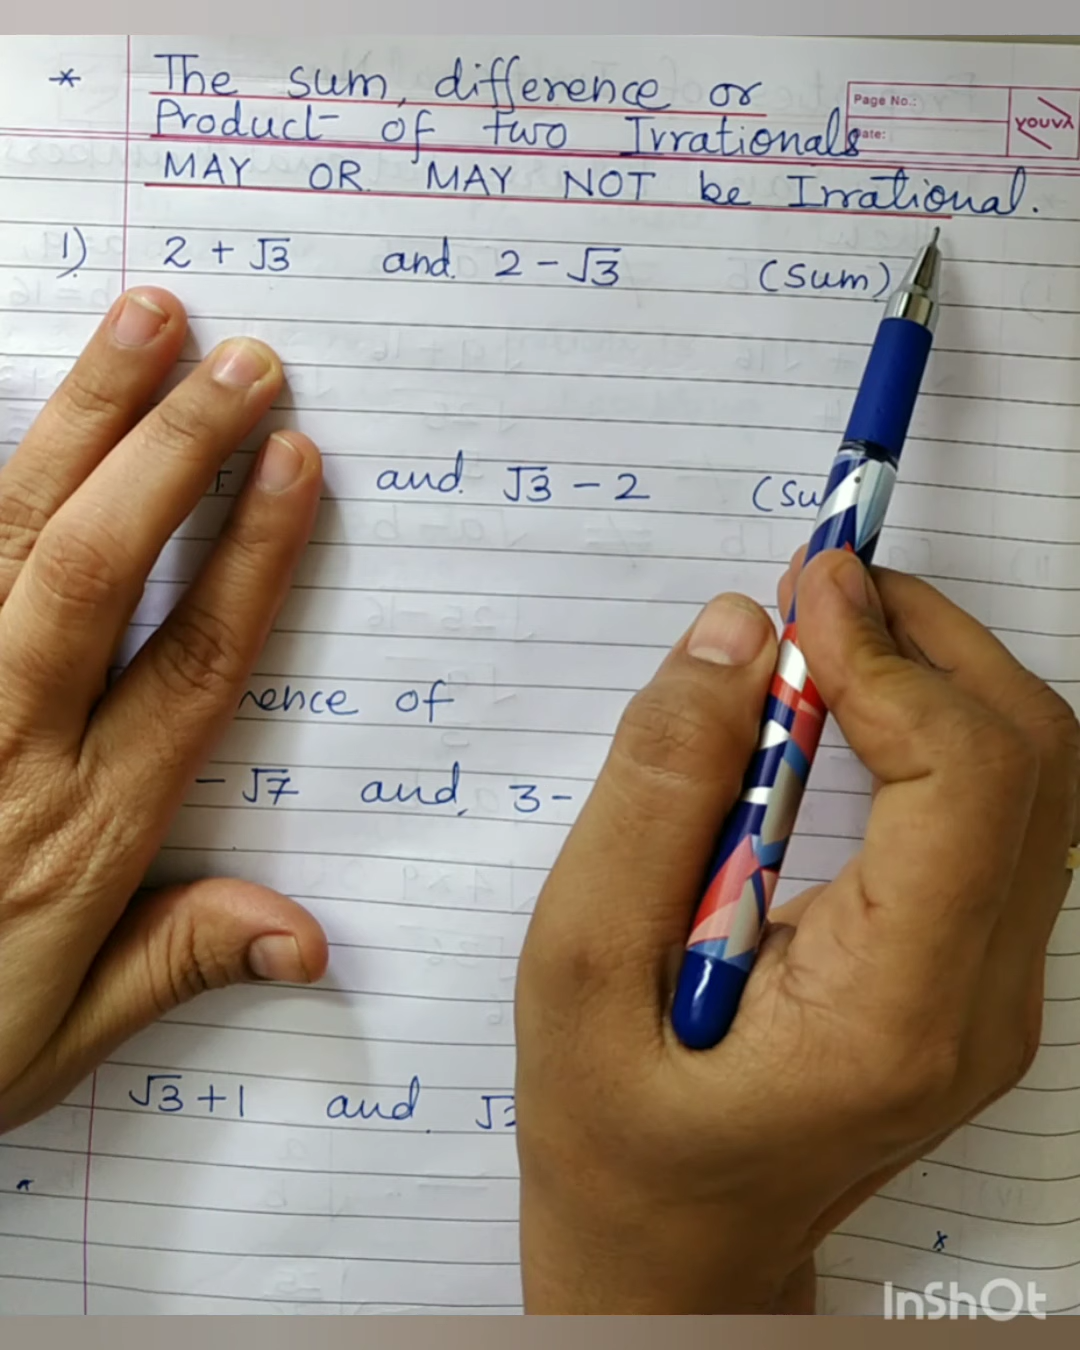 * The sum, difference or
Product of two Irrationals
MAY OR MAY NOT be Irrational.
Page No.:
Date:
YOUVA
1) 2 + √3 and 2 - √3 (Sum)
and √3 - 2 (Su
rence of
- √7 and 3 -
√3 + 1 and
InShOt